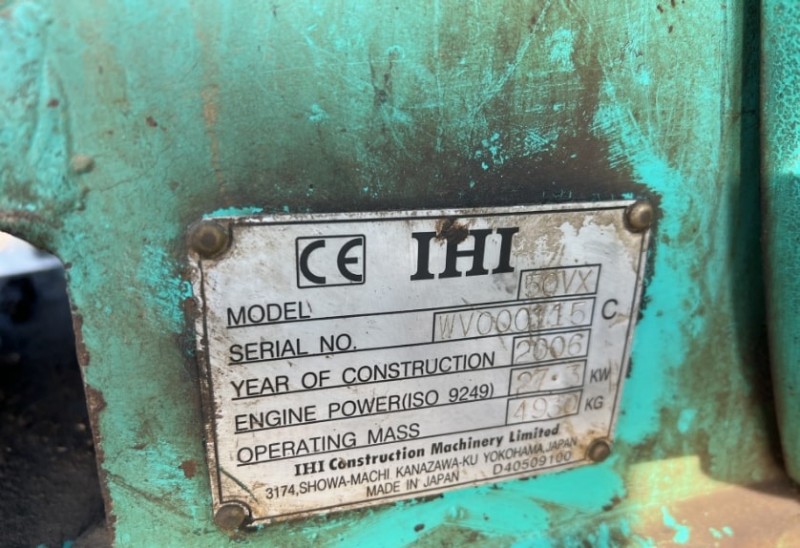 CE IHI
MODEL 50VX
SERIAL NO. C
YEAR OF CONSTRUCTION 2006
ENGINE POWER(ISO 9249) 27.3 KW
OPERATING MASS 4930 KG
IHI Construction Machinery Limited
3174,SHOWA-MACHI KANAZAWA-KU YOKOHAMA,JAPAN
MADE IN JAPAN D40509100